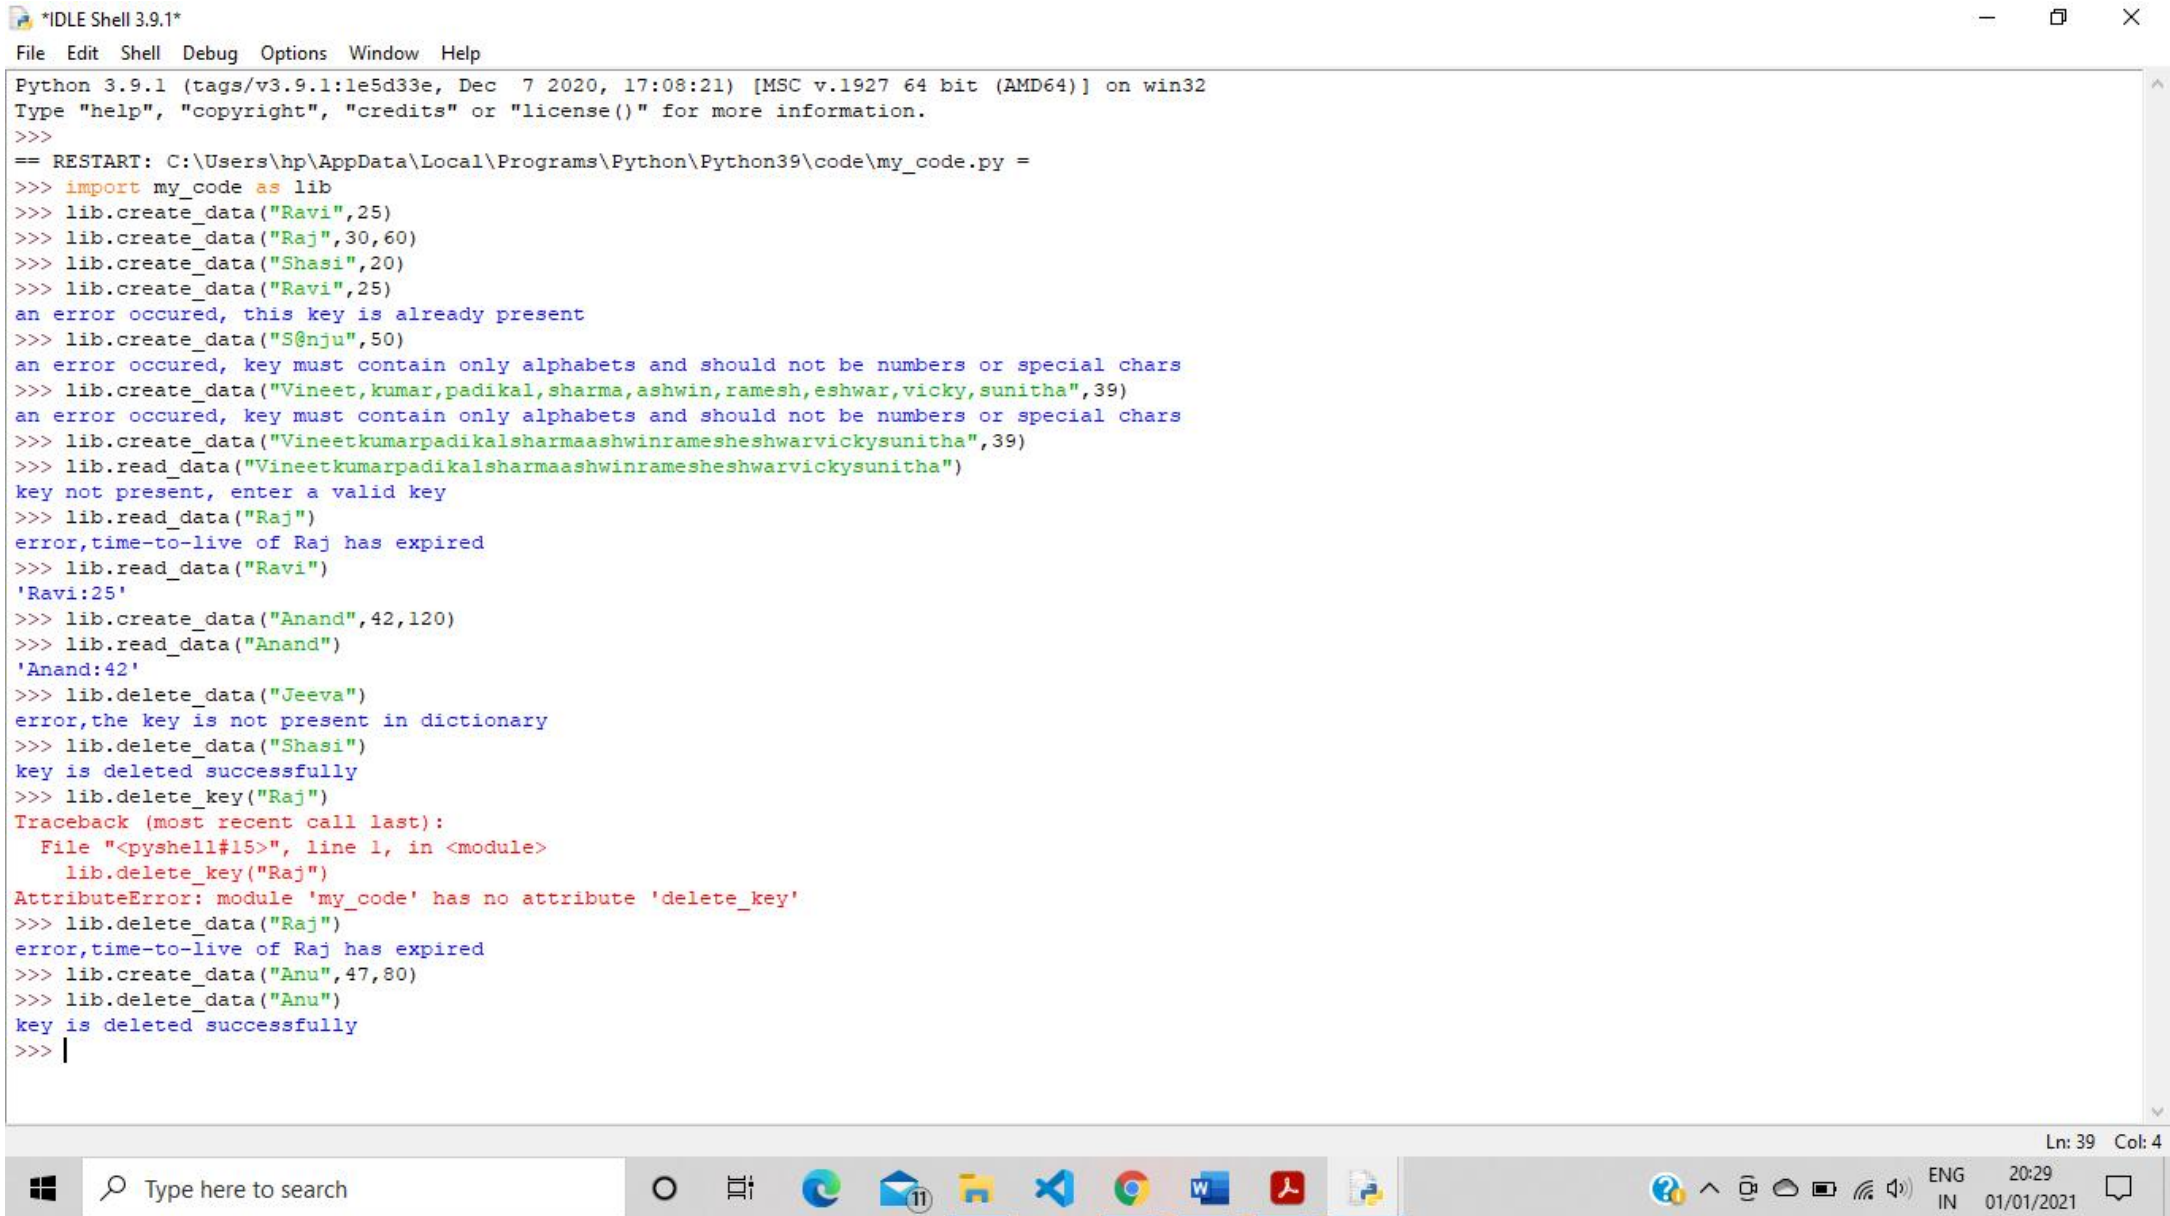 *IDLE Shell 3.9.1*
File Edit Shell Debug Options Window Help
Python 3.9.1 (tags/v3.9.1:1e5d33e, Dec  7 2020, 17:08:21) [MSC v.1927 64 bit (AMD64)] on win32
Type "help", "copyright", "credits" or "license()" for more information.
>>>
== RESTART: C:\Users\hp\AppData\Local\Programs\Python\Python39\code\my_code.py =
>>> import my_code as lib
>>> lib.create_data("Ravi",25)
>>> lib.create_data("Raj",30,60)
>>> lib.create_data("Shasi",20)
>>> lib.create_data("Ravi",25)
an error occured, this key is already present
>>> lib.create_data("S@nju",50)
an error occured, key must contain only alphabets and should not be numbers or special chars
>>> lib.create_data("Vineet,kumar,padikal,sharma,ashwin,ramesh,eshwar,vicky,sunitha",39)
an error occured, key must contain only alphabets and should not be numbers or special chars
>>> lib.create_data("Vineetkumarpadikalsharmaashwinramesheshwarvickysunitha",39)
>>> lib.read_data("Vineetkumarpadikalsharmaashwinramesheshwarvickysunitha")
key not present, enter a valid key
>>> lib.read_data("Raj")
error,time-to-live of Raj has expired
>>> lib.read_data("Ravi")
'Ravi:25'
>>> lib.create_data("Anand",42,120)
>>> lib.read_data("Anand")
'Anand:42'
>>> lib.delete_data("Jeeva")
error,the key is not present in dictionary
>>> lib.delete_data("Shasi")
key is deleted successfully
>>> lib.delete_key("Raj")
Traceback (most recent call last):
  File "<pyshell#15>", line 1, in <module>
    lib.delete_key("Raj")
AttributeError: module 'my_code' has no attribute 'delete_key'
>>> lib.delete_data("Raj")
error,time-to-live of Raj has expired
>>> lib.create_data("Anu",47,80)
>>> lib.delete_data("Anu")
key is deleted successfully
>>>
Ln: 39 Col: 4
Type here to search
11
W
ENG
IN
20:29
01/01/2021